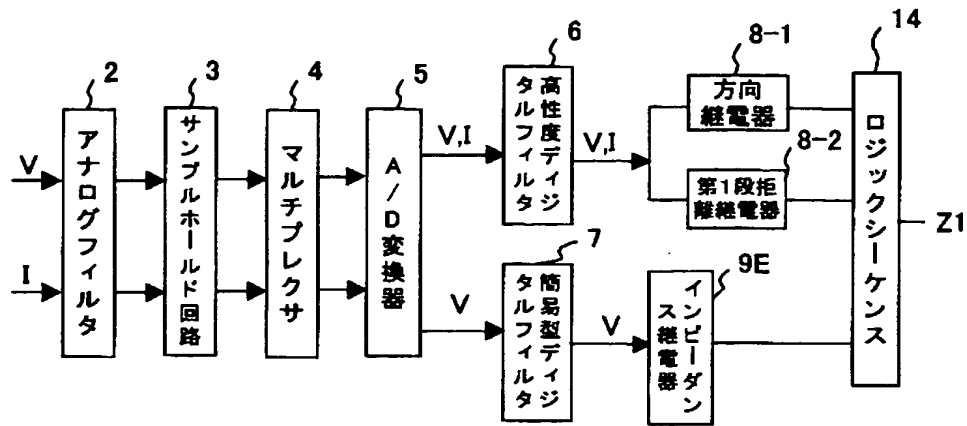 2
3
4
5
6
8-1
14
V
I
アナログフィルタ
サンプルホールド回路
マルチプレクサ
A/D変換器
V,I
高性度ディジ
タルフィルタ
V,I
方向
継電器
8-2
第1段拒
離継電器
ロジックシーケンス
Z1
V
7
簡易型ディジ
タルフィルタ
V
9E
インピーダン
ス継電器